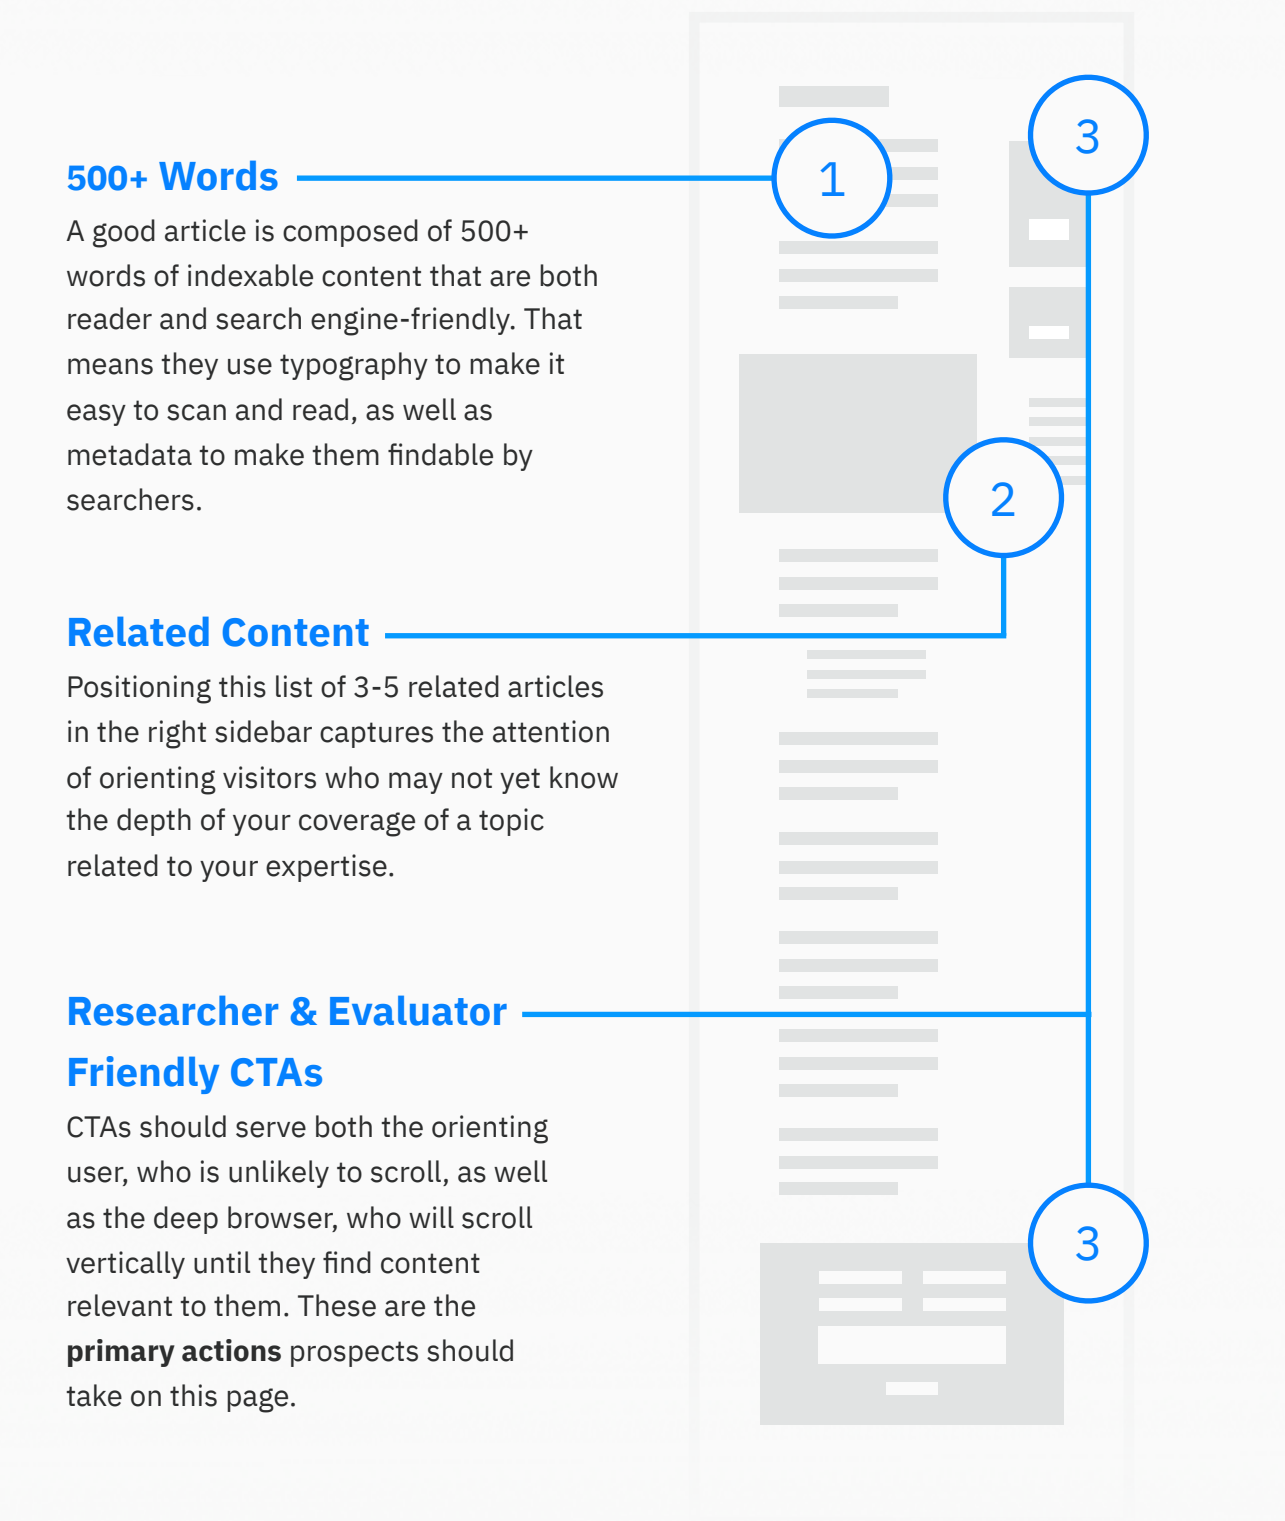 3
500+ Words
1
A good article is composed of 500+
words of indexable content that are both
reader and search engine-friendly. That
means they use typography to make it
easy to scan and read, as well as
metadata to make them findable by
searchers.
2
Related Content
Positioning this list of 3-5 related articles
in the right sidebar captures the attention
of orienting visitors who may not yet know
the depth of your coverage of a topic
related to your expertise.
Researcher & Evaluator
Friendly CTAs
CTAs should serve both the orienting
user, who is unlikely to scroll, as well
as the deep browser, who will scroll
vertically until they find content
relevant to them. These are the
primary actions prospects should
take on this page.
3